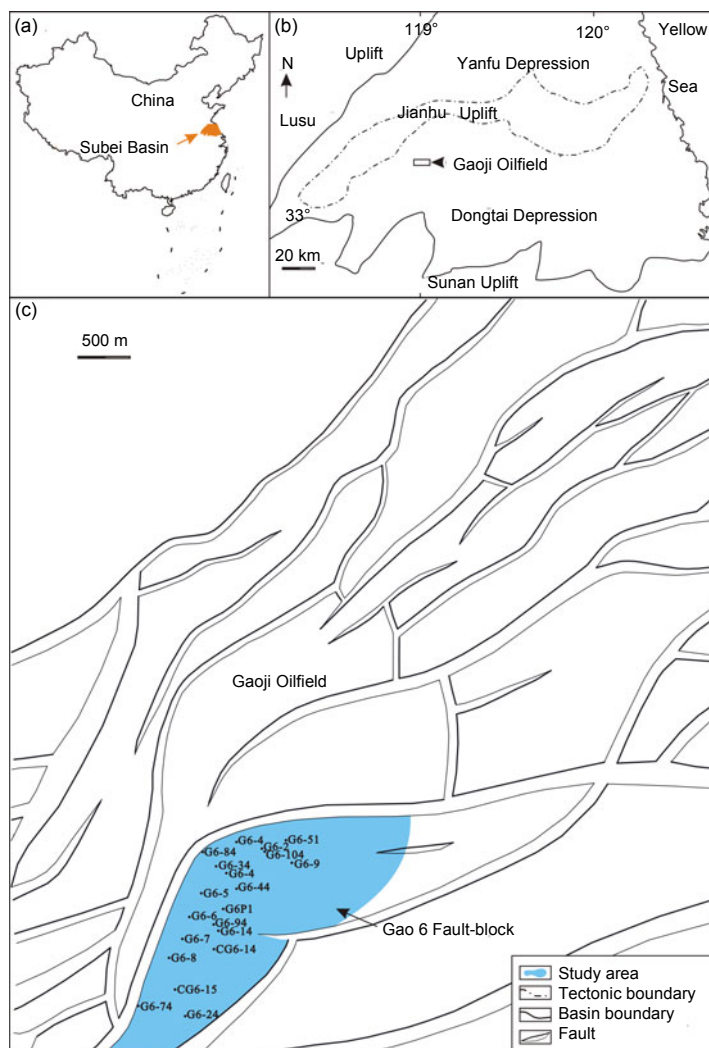 (a)
China
Subei Basin
(b)
119°
120°
Yellow
Uplift
N
Yanfu Depression
Sea
Lusu
Jianhu Uplift
Gaoji Oilfield
33°
Dongtai Depression
20 km
Sunan Uplift
(c)
500 m
Gaoji Oilfield
G6-4
G6-51
G6-84
G6-2
G6-104
G6-34
G6-9
G6-4
G6-44
G6-5
G6P1
G6-6
G6-94
G6-14
G6-7
CG6-14
G6-8
Gao 6 Fault-block
CG6-15
G6-74
G6-24
Study area
Tectonic boundary
Basin boundary
Fault